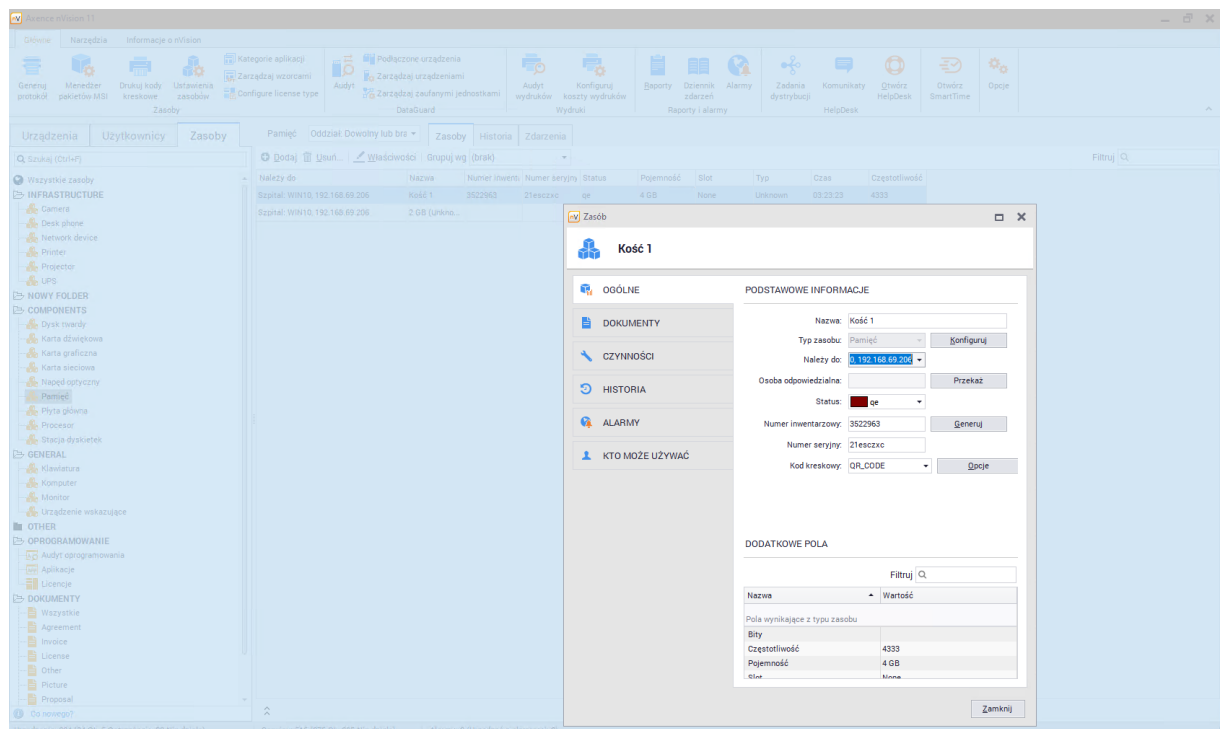 Axence nVision 11
Główne Narzędzia Informacje o nVision
Generuj protokół
Menedżer pakietów MSI
Drukuj kody kreskowe
Ustawienia zasobów
Kategorie aplikacji
Zarządzaj wzorcami
Configure license type
Zasoby
Audyt
Podłączone urządzenia
Zarządzaj urządzeniami
Zarządzaj zaufanymi jednostkami
DataGuard
Audyt wydruków
Konfiguruj koszty wydruków
Wydruki
Raporty
Dziennik zdarzeń
Alarmy
Raporty i alarmy
Zadania dystrybucji
Komunikaty
Otwórz HelpDesk
HelpDesk
Otwórz SmartTime
Opcje
Urządzenia Użytkownicy Zasoby
Pamięć Oddział: Dowolny lub bra
Zasoby Historia Zdarzenia
Szukaj (Ctrl+F)
Dodaj Usuń... Właściwości Grupuj wg (brak)
Filtruj
Należy do Nazwa Numer inwent. Numer seryjny Status Pojemność Slot Typ Czas Częstotliwość
Szpital: WIN10, 192.168.69.206 Kość 1 3522963 21esczxc qe 4 GB None Unknown 03:23:25 4333
Szpital: WIN10, 192.168.69.206 2 GB (Unkno...
Wszystkie zasoby
INFRASTRUCTURE
Camera
Desk phone
Network device
Printer
Projector
UPS
NOWY FOLDER
COMPONENTS
Dysk twardy
Karta dźwiękowa
Karta graficzna
Karta sieciowa
Napęd optyczny
Pamięć
Płyta główna
Procesor
Stacja dyskietek
GENERAL
Klawiatura
Komputer
Monitor
Urządzenie wskazujące
OTHER
OPROGRAMOWANIE
Audyt oprogramowania
Aplikacje
Licencje
DOKUMENTY
Wszystkie
Agreement
Invoice
License
Other
Picture
Proposal
Co nowego?
Zasób
Kość 1
OGÓLNE
DOKUMENTY
CZYNNOŚCI
HISTORIA
ALARMY
KTO MOŻE UŻYWAĆ
PODSTAWOWE INFORMACJE
Nazwa: Kość 1
Typ zasobu: Pamięć Konfiguruj
Należy do: 0, 192.168.69.206
Osoba odpowiedzialna: Przekaż
Status: qe
Numer inwentarzowy: 3522963 Generuj
Numer seryjny: 21esczxc
Kod kreskowy: QR_CODE Opcje
DODATKOWE POLA
Filtruj
Nazwa Wartość
Pola wynikające z typu zasobu
Bity
Częstotliwość 4333
Pojemność 4 GB
Slot None
Zamknij